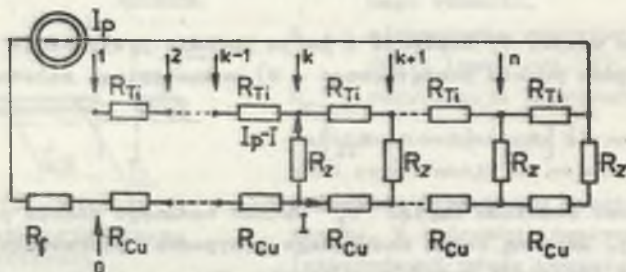 Ip
1 2 k-1 k k+1 n
RTi RTi RTi RTi RTi
Ip-I
Rz Rz Rz Rz
I
Rf RCu RCu RCu RCu RCu
0